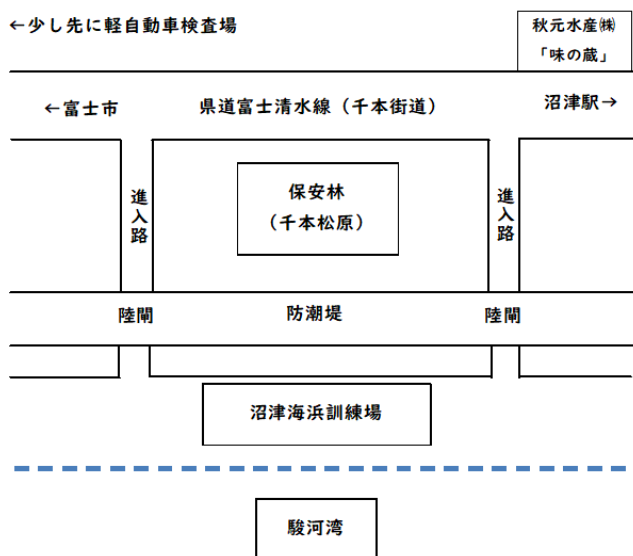 ←少し先に軽自動車検査場
秋元水産㈱
「味の蔵」
←富士市
県道富士清水線（千本街道）
沼津駅→
進入路
保安林
（千本松原）
進入路
陸閘
防潮堤
陸閘
沼津海浜訓練場
駿河湾